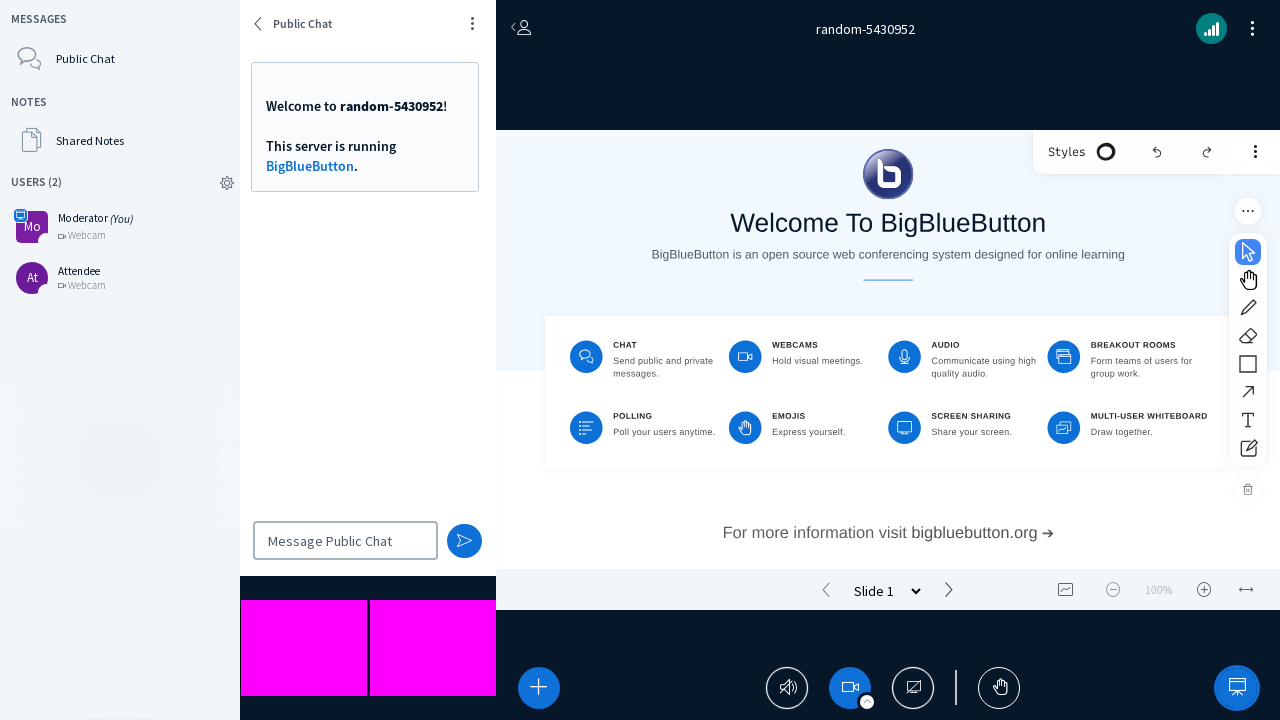 MESSAGES
Public Chat
NOTES
Shared Notes
USERS (2)
Mo
Moderator (You)
Webcam
At
Attendee
Webcam
Public Chat
Welcome to random-5430952!
This server is running
BigBlueButton.
Message Public Chat
random-5430952
Styles
Welcome To BigBlueButton
BigBlueButton is an open source web conferencing system designed for online learning
CHAT
Send public and private
messages.
WEBCAMS
Hold visual meetings.
AUDIO
Communicate using high
quality audio.
BREAKOUT ROOMS
Form teams of users for
group work.
POLLING
Poll your users anytime.
EMOJIS
Express yourself.
SCREEN SHARING
Share your screen.
MULTI-USER WHITEBOARD
Draw together.
For more information visit bigbluebutton.org →
Slide 1
100%